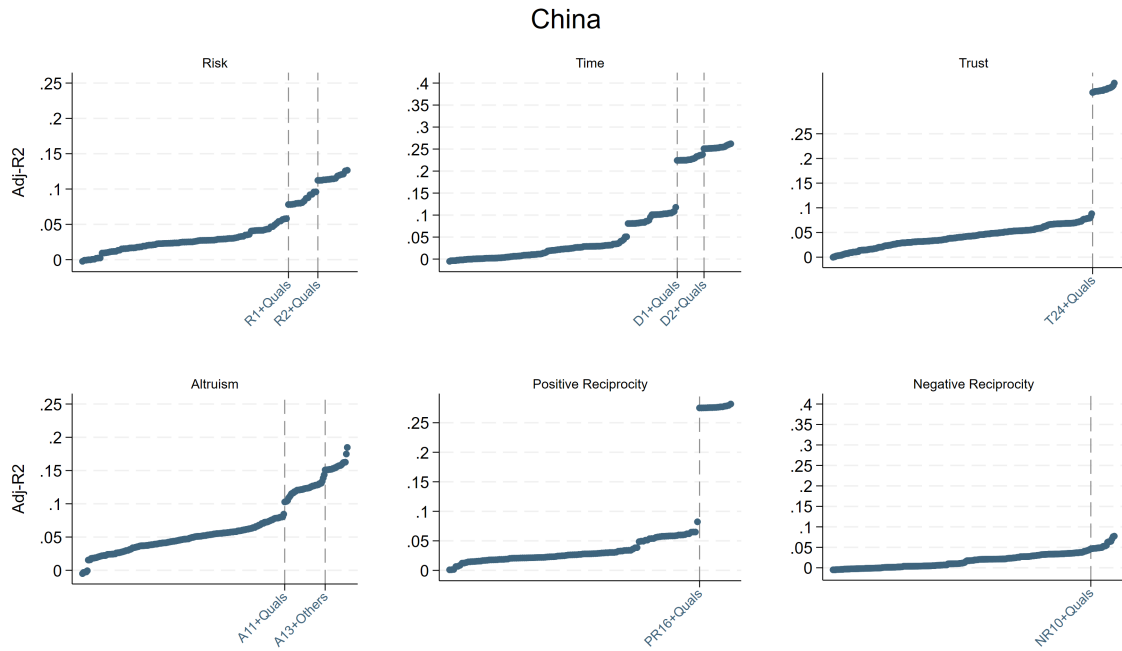 China
Risk
Time
Trust
Adj-R2
.25
.2
.15
.1
.05
0
R1+Quals
R2+Quals
.4
.35
.3
.25
.2
.15
.1
.05
0
D1+Quals
D2+Quals
.25
.2
.15
.1
.05
0
T24+Quals
Altruism
Positive Reciprocity
Negative Reciprocity
Adj-R2
.25
.2
.15
.1
.05
0
A11+Quals
A13+Others
.25
.2
.15
.1
.05
0
PR16+Quals
.4
.35
.3
.25
.2
.15
.1
.05
0
NR10+Quals